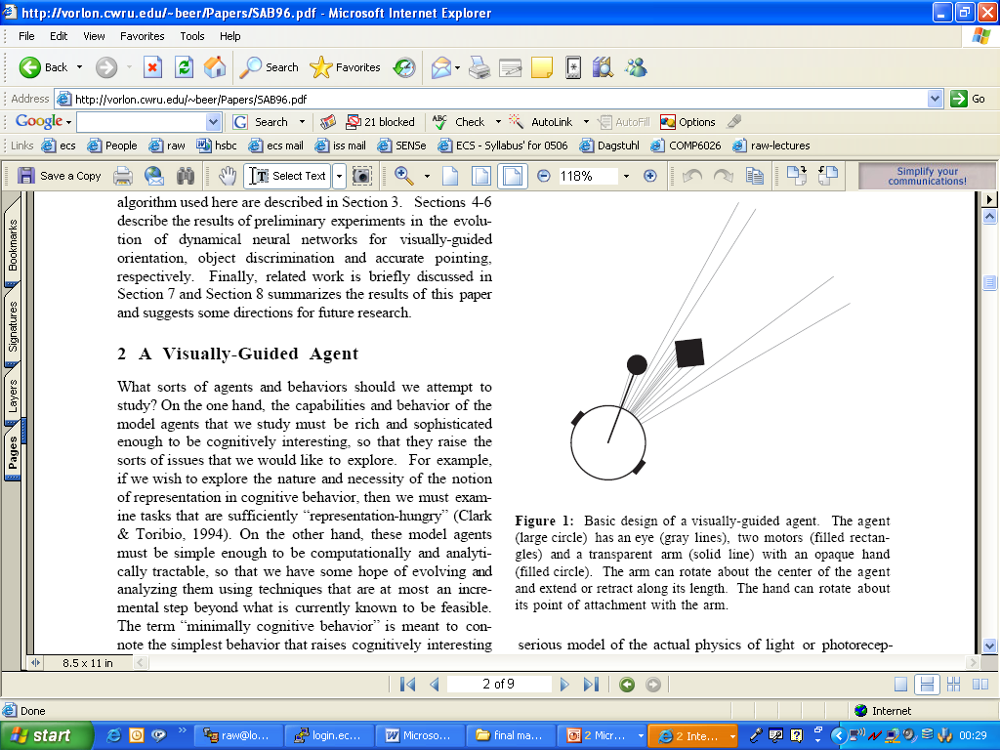 http://vorlon.cwru.edu/~beer/Papers/SAB96.pdf - Microsoft Internet Explorer
File Edit View Favorites Tools Help
Back Search Favorites
Address http://vorlon.cwru.edu/~beer/Papers/SAB96.pdf Go
Google Search 21 blocked ABC Check AutoLink AutoFill Options
Links ecs People raw hsbc ecs mail iss mail SENSe ECS - Syllabus' for 0506 Dagstuhl COMP6026 raw-lectures
Save a Copy Select Text 118% Simplify your
communications!
Bookmarks
Signatures
Layers
Pages
algorithm used here are described in Section 3. Sections 4-6
describe the results of preliminary experiments in the evolu-
tion of dynamical neural networks for visually-guided
orientation, object discrimination and accurate pointing,
respectively. Finally, related work is briefly discussed in
Section 7 and Section 8 summarizes the results of this paper
and suggests some directions for future research.
2 A Visually-Guided Agent
What sorts of agents and behaviors should we attempt to
study? On the one hand, the capabilities and behavior of the
model agents that we study must be rich and sophisticated
enough to be cognitively interesting, so that they raise the
sorts of issues that we would like to explore. For example,
if we wish to explore the nature and necessity of the notion
of representation in cognitive behavior, then we must exam-
ine tasks that are sufficiently “representation-hungry” (Clark
& Toribio, 1994). On the other hand, these model agents
must be simple enough to be computationally and analyti-
cally tractable, so that we have some hope of evolving and
analyzing them using techniques that are at most an incre-
mental step beyond what is currently known to be feasible.
The term “minimally cognitive behavior” is meant to con-
note the simplest behavior that raises cognitively interesting
Figure 1: Basic design of a visually-guided agent. The agent
(large circle) has an eye (gray lines), two motors (filled rectan-
gles) and a transparent arm (solid line) with an opaque hand
(filled circle). The arm can rotate about the center of the agent
and extend or retract along its length. The hand can rotate about
its point of attachment with the arm.
serious model of the actual physics of light or photorecep-
8.5 x 11 in
2 of 9
Done Internet
start raw@lo... login.ec... Microso... final ma... 2 Micr... 2 Inte... 00:29